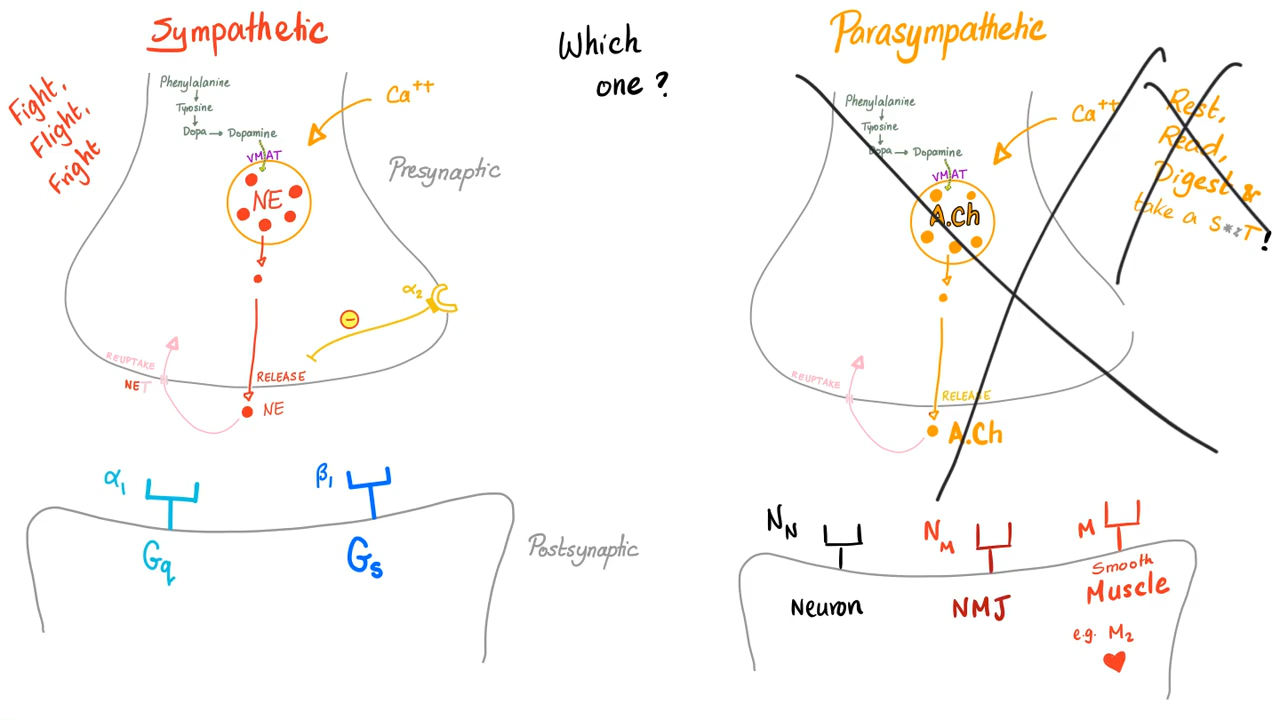 Sympathetic
Fight,
Flight,
Fright
Phenylalanine
Tyrosine
Dopa → Dopamine
VMAT
Ca⁺⁺
NE
Presynaptic
α₂
REUPTAKE
NET
RELEASE
NE
α₁
β₁
Gq
Gs
Postsynaptic
Which
one?
Parasympathetic
Phenylalanine
Tyrosine
Dopa → Dopamine
VMAT
Ca⁺⁺
A.Ch
Rest,
Read,
Digest &
take a S**T!
REUPTAKE
RELEASE
A.Ch
N_N
N_M
M
Neuron
NMJ
Smooth
Muscle
e.g. M₂